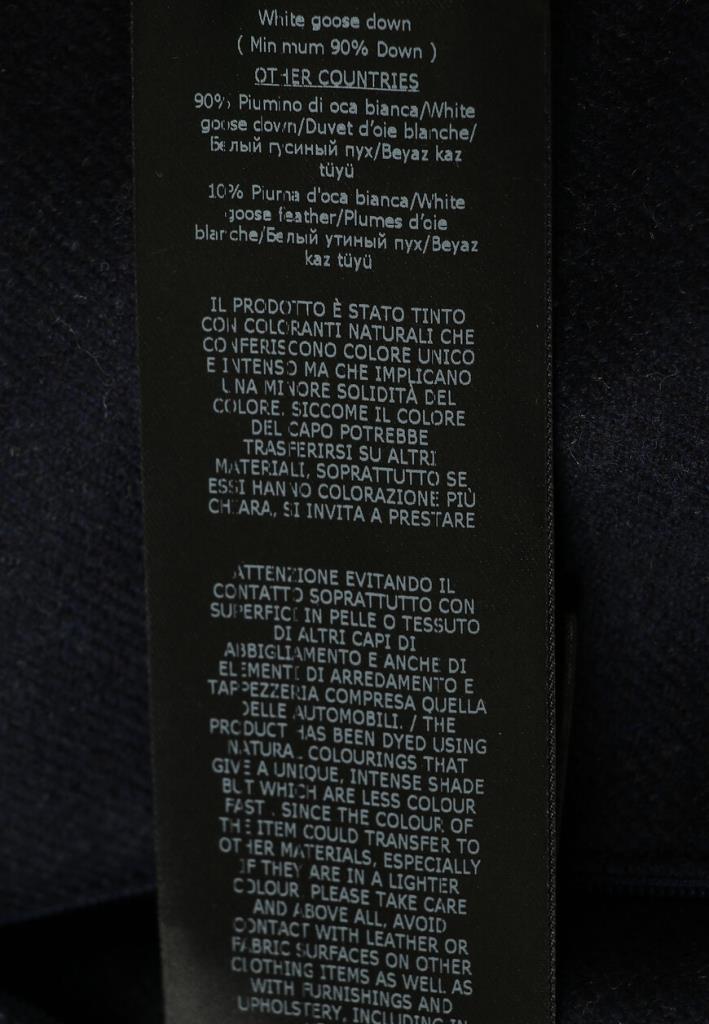 White goose down
( Minimum 90% Down )
OTHER COUNTRIES
90% Piumino di oca bianca/White
goose down/Duvet d'oie blanche/
Белый гусиный пух/Beyaz kaz
tüyü
10% Piuma d'oca bianca/White
goose feather/Plumes d'oie
blanche/Белый утиный пух/Beyaz
kaz tüyü
IL PRODOTTO È STATO TINTO
CON COLORANTI NATURALI CHE
CONFERISCONO COLORE UNICO
E INTENSO MA CHE IMPLICANO
UNA MINORE SOLIDITÀ DEL
COLORE. SICCOME IL COLORE
DEL CAPO POTREBBE
TRASFERIRSI SU ALTRI
MATERIALI, SOPRATTUTTO SE
ESSI HANNO COLORAZIONE PIÙ
CHIARA, SI INVITA A PRESTARE
ATTENZIONE EVITANDO IL
CONTATTO SOPRATTUTTO CON
SUPERFICI IN PELLE O TESSUTO
DI ALTRI CAPI DI
ABBIGLIAMENTO E ANCHE DI
ELEMENTI DI ARREDAMENTO E
TAPPEZZERIA COMPRESA QUELLA
DELLE AUTOMOBILI. / THE
PRODUCT HAS BEEN DYED USING
NATURAL COLOURINGS THAT
GIVE A UNIQUE, INTENSE SHADE
BUT WHICH ARE LESS COLOUR
FAST . SINCE THE COLOUR OF
THE ITEM COULD TRANSFER TO
OTHER MATERIALS, ESPECIALLY
IF THEY ARE IN A LIGHTER
COLOUR PLEASE TAKE CARE
AND ABOVE ALL, AVOID
CONTACT WITH LEATHER OR
FABRIC SURFACES ON OTHER
CLOTHING ITEMS AS WELL AS
WITH FURNISHINGS AND
UPHOLSTERY, INCLUDING IN